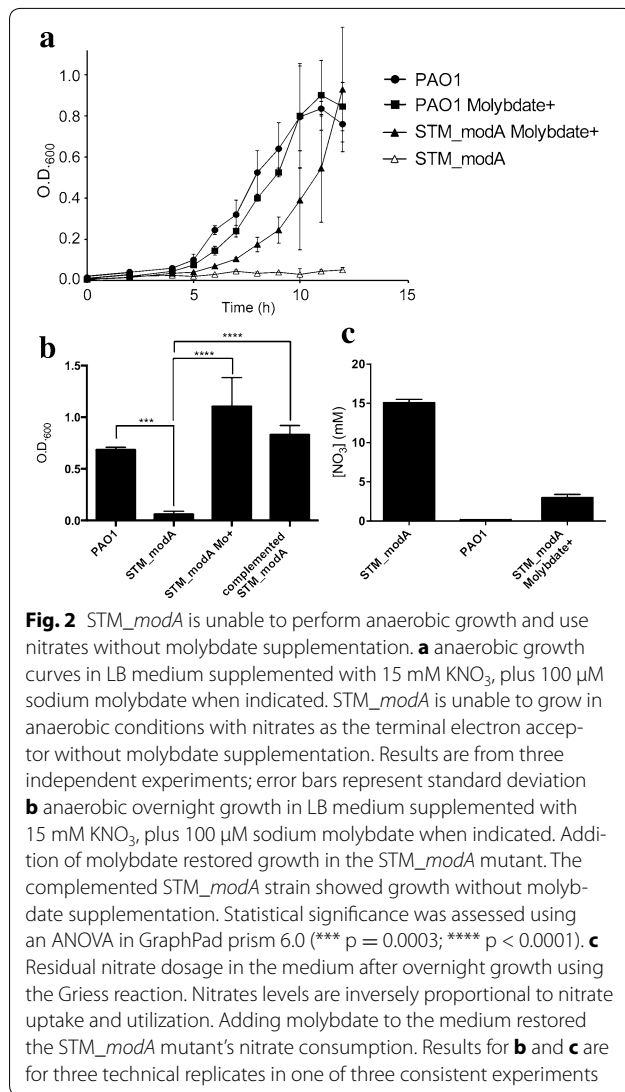 a
1.0
0.8
0.6
0.4
0.2
0.0
O.D.600
0
5
10
15
Time (h)
PAO1
PAO1 Molybdate+
STM_modA Molybdate+
STM_modA
b
****
****
***
1.5
1.0
0.5
0.0
O.D.600
PAO1
STM_modA
STM_modA Mo+
complemented
STM_modA
c
20
15
10
5
0
[NO3] (mM)
STM_modA
PAO1
STM_modA
Molybdate+
Fig. 2 STM_modA is unable to perform anaerobic growth and use
nitrates without molybdate supplementation. a anaerobic growth
curves in LB medium supplemented with 15 mM KNO3, plus 100 µM
sodium molybdate when indicated. STM_modA is unable to grow in
anaerobic conditions with nitrates as the terminal electron accep-
tor without molybdate supplementation. Results are from three
independent experiments; error bars represent standard deviation
b anaerobic overnight growth in LB medium supplemented with
15 mM KNO3, plus 100 µM sodium molybdate when indicated. Addi-
tion of molybdate restored growth in the STM_modA mutant. The
complemented STM_modA strain showed growth without molyb-
date supplementation. Statistical significance was assessed using
an ANOVA in GraphPad prism 6.0 (*** p = 0.0003; **** p < 0.0001). c
Residual nitrate dosage in the medium after overnight growth using
the Griess reaction. Nitrates levels are inversely proportional to nitrate
uptake and utilization. Adding molybdate to the medium restored
the STM_modA mutant's nitrate consumption. Results for b and c are
for three technical replicates in one of three consistent experiments